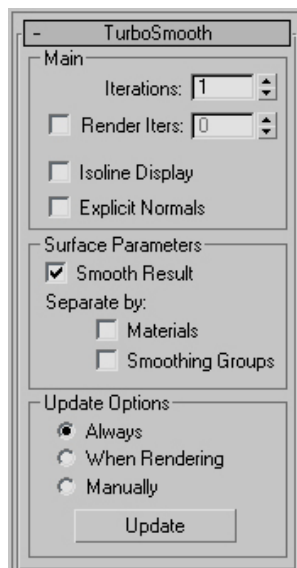 - TurboSmooth
Main
Iterations: 1
Render Iters: 0
Isoline Display
Explicit Normals
Surface Parameters
Smooth Result
Separate by:
Materials
Smoothing Groups
Update Options
Always
When Rendering
Manually
Update